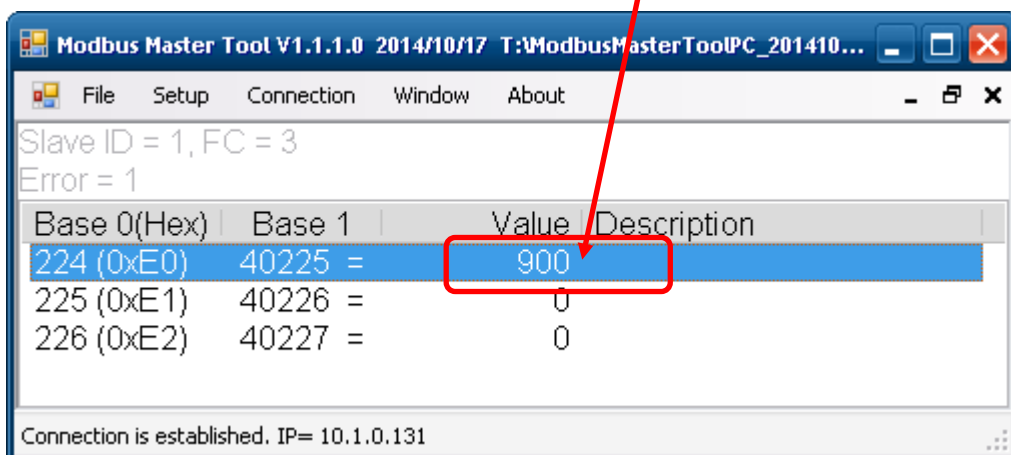 Modbus Master Tool V1.1.1.0 2014/10/17 T:\ModbusMasterToolPC_201410...
File Setup Connection Window About
Slave ID = 1, FC = 3
Error = 1
Base 0(Hex) Base 1 Value Description
224 (0xE0) 40225 = 900
225 (0xE1) 40226 = 0
226 (0xE2) 40227 = 0
Connection is established. IP= 10.1.0.131